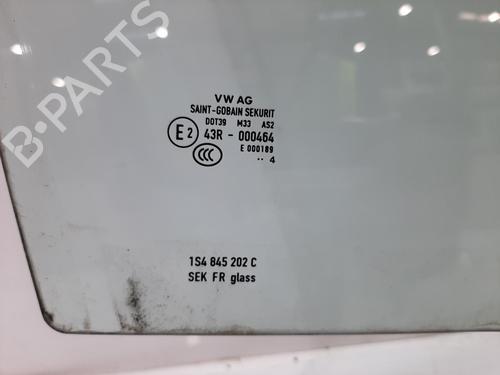 VW AG
SAINT-GOBAIN SEKURIT
DOT39 M33 AS2
E2 43R - 000464
E 000189
CCC
.. 4
1S4 845 202 C
SEK FR glass
B-PARTS